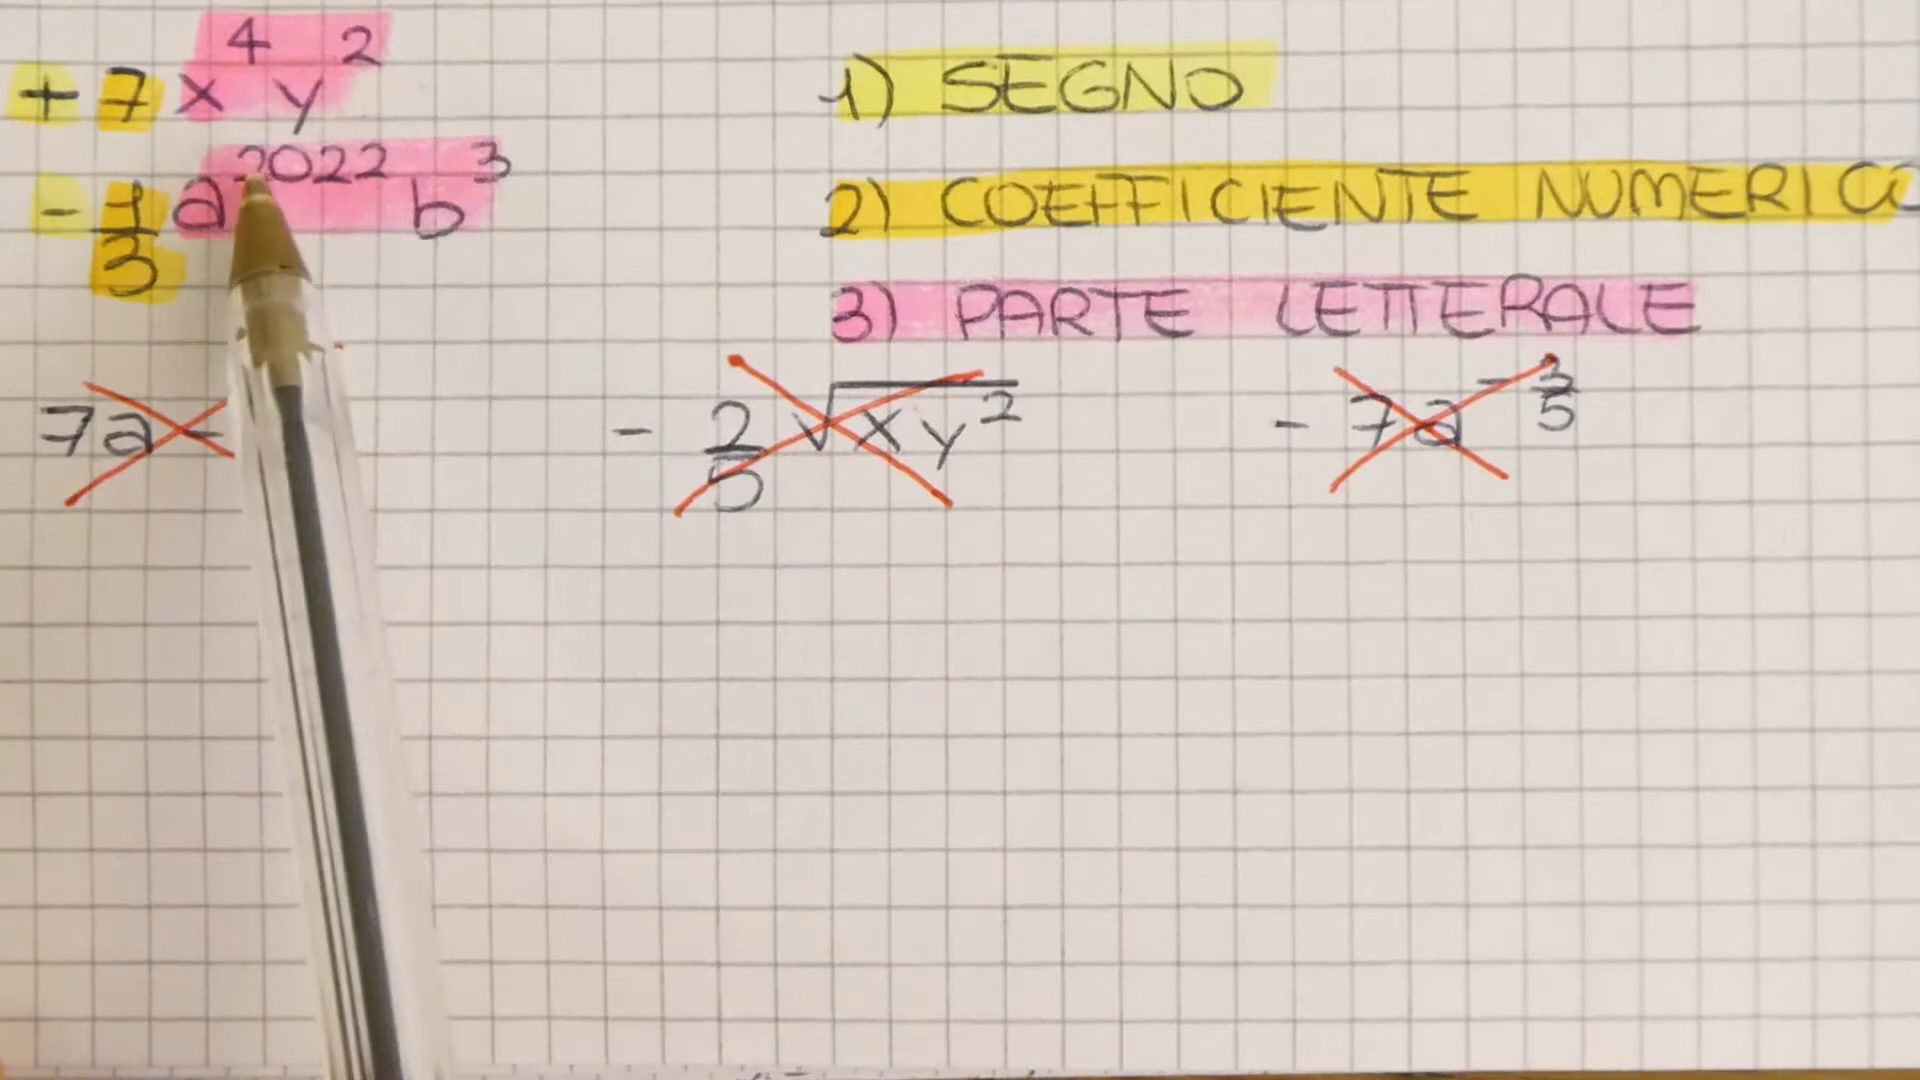 + 7 x⁴ y²
- 1/3 a²⁰²² b³
1) SEGNO
2) COEFFICIENTE NUMERICO
3) PARTE LETTERALE
7a -
- 2/5 √xy²
- 7a^-3/5